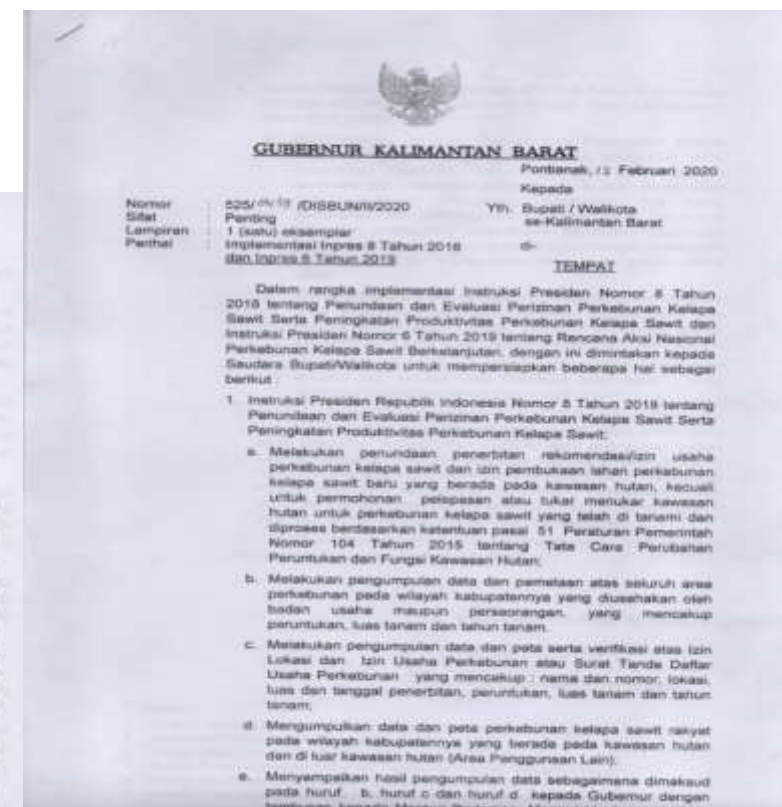 GUBERNUR KALIMANTAN BARAT
Pontianak, Februari 2020
Kepada
Nomor : 525/ /DISBUN/II/2020 Yth. Bupati / Walikota
Sifat : Penting se-Kalimantan Barat
Lampiran : 1 (satu) eksemplar
Perihal : Implementasi Inpres 8 Tahun 2018 di-
dan Inpres 6 Tahun 2019 TEMPAT
Dalam rangka implementasi Instruksi Presiden Nomor 8 Tahun
2018 tentang Penundaan dan Evaluasi Perizinan Perkebunan Kelapa
Sawit Serta Peningkatan Produktivitas Perkebunan Kelapa Sawit dan
Instruksi Presiden Nomor 6 Tahun 2019 tentang Rencana Aksi Nasional
Perkebunan Kelapa Sawit Berkelanjutan, dengan ini dimintakan kepada
Saudara Bupati/Walikota untuk mempersiapkan beberapa hal sebagai
berikut :
1. Instruksi Presiden Republik Indonesia Nomor 8 Tahun 2018 tentang
Penundaan dan Evaluasi Perizinan Perkebunan Kelapa Sawit Serta
Peningkatan Produktivitas Perkebunan Kelapa Sawit;
a. Melakukan penundaan penerbitan rekomendasi/izin usaha
perkebunan kelapa sawit dan izin pembukaan lahan perkebunan
kelapa sawit baru yang berada pada kawasan hutan, kecuali
untuk permohonan pelepasan atau tukar menukar kawasan
hutan untuk perkebunan kelapa sawit yang telah di tanami dan
diproses berdasarkan ketentuan pasal 51 Peraturan Pemerintah
Nomor 104 Tahun 2015 tentang Tata Cara Perubahan
Peruntukan dan Fungsi Kawasan Hutan;
b. Melakukan pengumpulan data dan pemetaan atas seluruh area
perkebunan pada wilayah kabupatennya yang diusahakan oleh
badan usaha maupun perseorangan, yang mencakup
peruntukan, luas tanam dan tahun tanam.
c. Melakukan pengumpulan data dan peta serta verifikasi atas Izin
Lokasi dan Izin Usaha Perkebunan atau Surat Tanda Daftar
Usaha Perkebunan yang mencakup : nama dan nomor, lokasi,
luas dan tanggal penerbitan, peruntukan, luas tanam dan tahun
tanam;
d. Mengumpulkan data dan peta perkebunan kelapa sawit rakyat
pada wilayah kabupatennya yang berada pada kawasan hutan
dan di luar kawasan hutan (Area Penggunaan Lain);
e. Menyampaikan hasil pengumpulan data sebagaimana dimaksud
pada huruf b, huruf c dan huruf d kepada Gubernur dengan